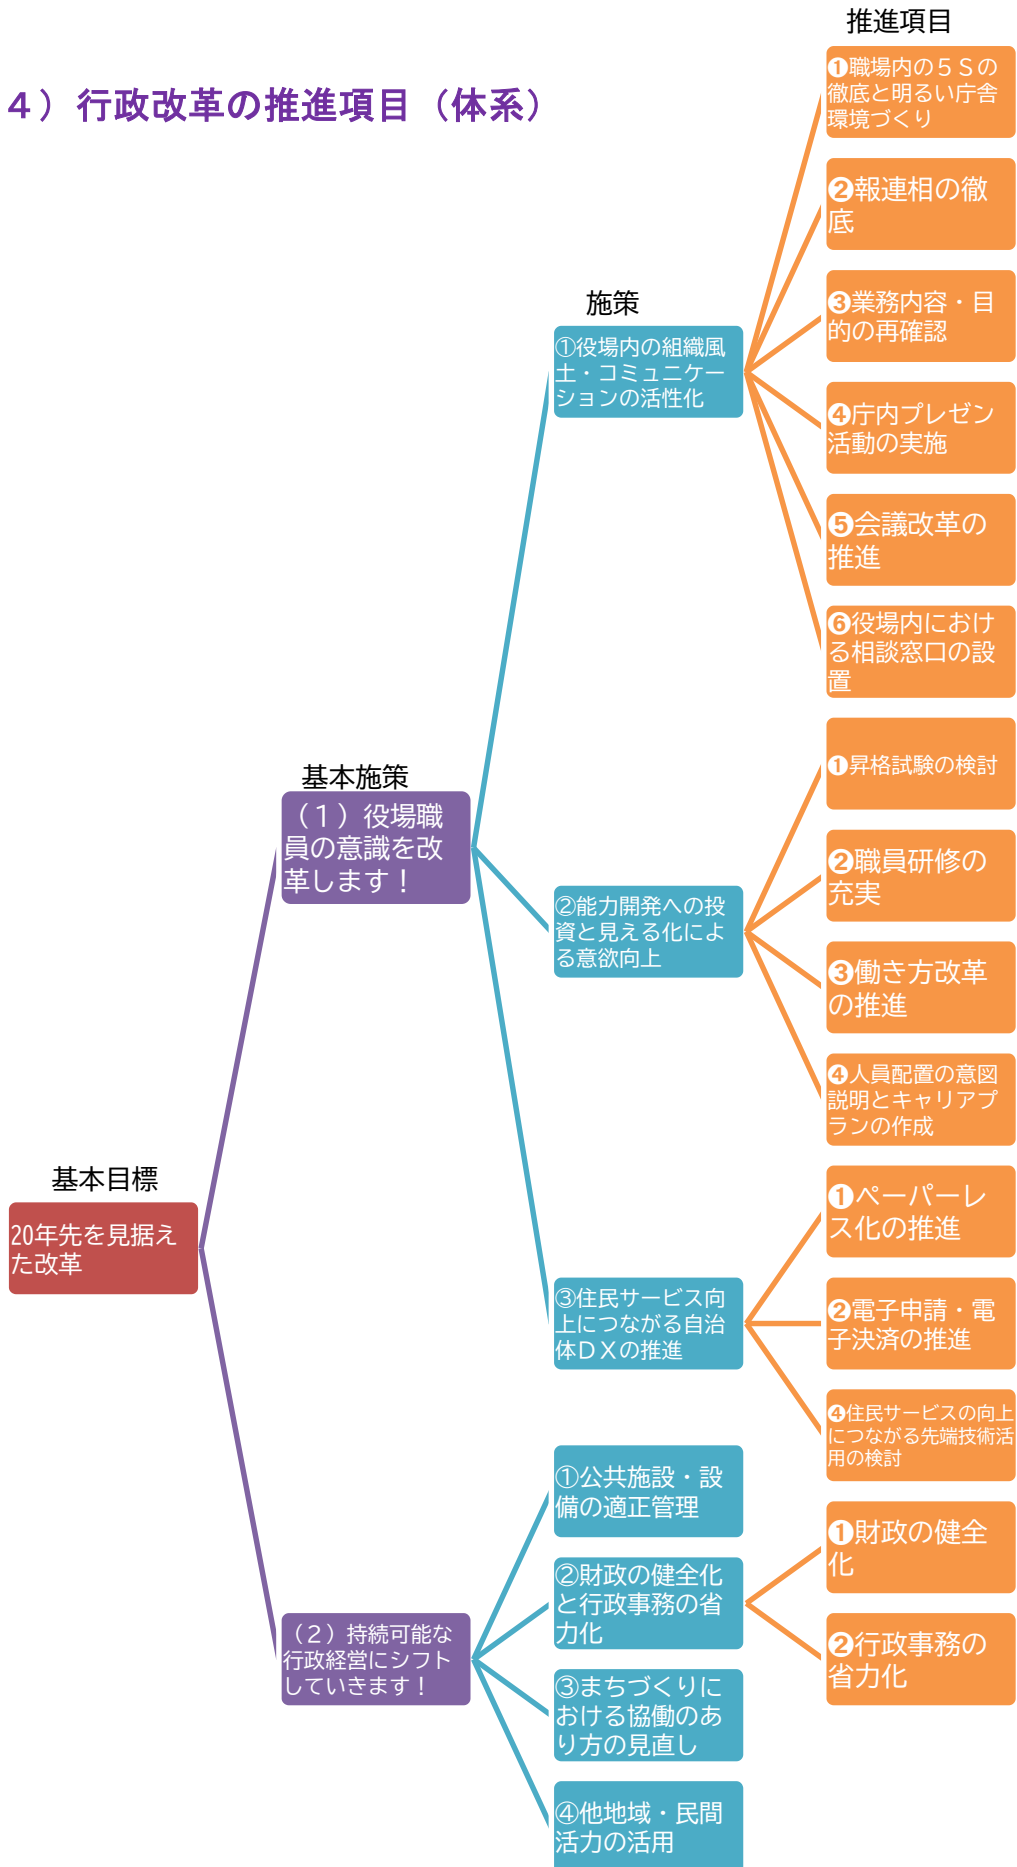 4）行政改革の推進項目（体系）
基本目標
20年先を見据え
た改革
基本施策
（１）役場職
員の意識を改
革します！
（２）持続可能な
行政経営にシフト
していきます！
施策
①役場内の組織風
土・コミュニケー
ションの活性化
②能力開発への投
資と見える化によ
る意欲向上
③住民サービス向
上につながる自治
体ＤＸの推進
①公共施設・設
備の適正管理
②財政の健全化
と行政事務の省
力化
③まちづくりに
おける協働のあ
り方の見直し
④他地域・民間
活力の活用
推進項目
❶職場内の５Ｓの
徹底と明るい庁舎
環境づくり
❷報連相の徹
底
❸業務内容・目
的の再確認
❹庁内プレゼン
活動の実施
❺会議改革の
推進
❻役場内におけ
る相談窓口の設
置
❶昇格試験の検討
❷職員研修の
充実
❸働き方改革
の推進
❹人員配置の意図
説明とキャリアプ
ランの作成
❶ペーパーレ
ス化の推進
❷電子申請・電
子決済の推進
❹住民サービスの向上
につながる先端技術活
用の検討
❶財政の健全
化
❷行政事務の
省力化